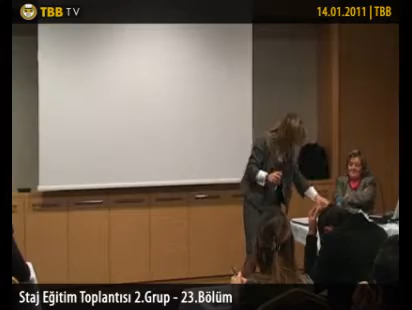 TBB TV
14.01.2011 | TBB
Staj Eğitim Toplantısı 2.Grup - 23.Bölüm